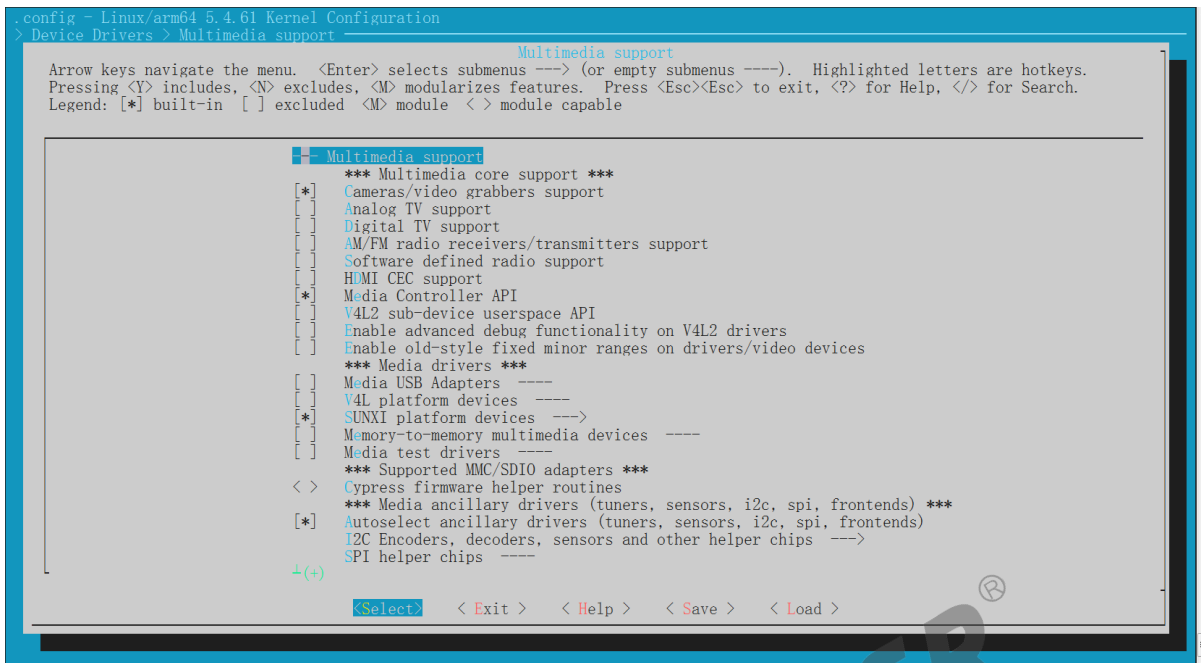 .config - Linux/arm64 5.4.61 Kernel Configuration
> Device Drivers > Multimedia support
Multimedia support
Arrow keys navigate the menu. <Enter> selects submenus ---> (or empty submenus ----). Highlighted letters are hotkeys.
Pressing <Y> includes, <N> excludes, <M> modularizes features. Press <Esc><Esc> to exit, <?> for Help, </> for Search.
Legend: [*] built-in [ ] excluded <M> module < > module capable
--- Multimedia support
*** Multimedia core support ***
[*] Cameras/video grabbers support
[ ] Analog TV support
[ ] Digital TV support
[ ] AM/FM radio receivers/transmitters support
[ ] Software defined radio support
[ ] HDMI CEC support
[*] Media Controller API
[ ] V4L2 sub-device userspace API
[ ] Enable advanced debug functionality on V4L2 drivers
[ ] Enable old-style fixed minor ranges on drivers/video devices
*** Media drivers ***
[ ] Media USB Adapters ----
[ ] V4L platform devices ----
[*] SUNXI platform devices --->
[ ] Memory-to-memory multimedia devices ----
[ ] Media test drivers ----
*** Supported MMC/SDIO adapters ***
< > Cypress firmware helper routines
*** Media ancillary drivers (tuners, sensors, i2c, spi, frontends) ***
[*] Autoselect ancillary drivers (tuners, sensors, i2c, spi, frontends)
I2C Encoders, decoders, sensors and other helper chips --->
SPI helper chips ----
┴(+)
<Select> < Exit > < Help > < Save > < Load >
®